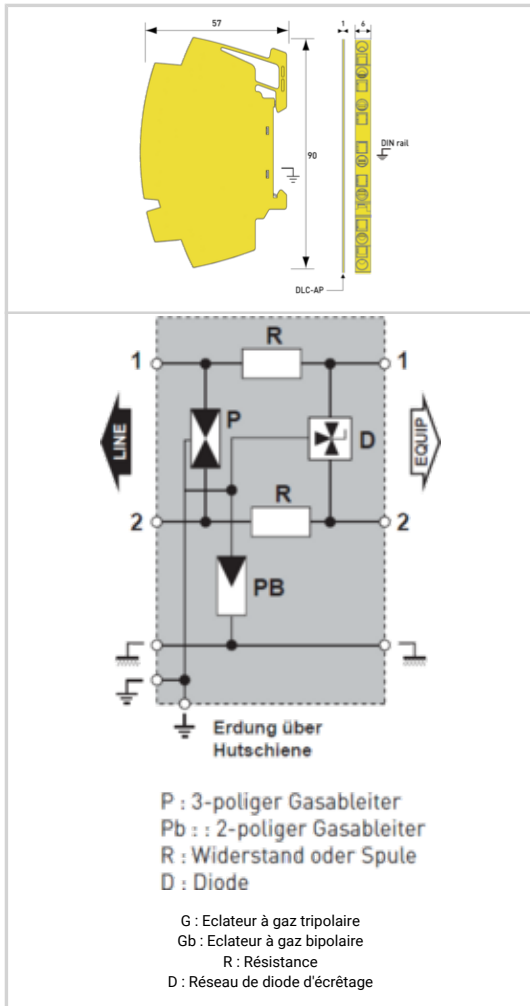 57
1
6
90
DIN rail
DLC-AP
R
1
1
P
D
LINE
EQUIP
R
2
2
PB
Erdung über
Hutschiene
P : 3-poliger Gasableiter
Pb : : 2-poliger Gasableiter
R : Widerstand oder Spule
D : Diode
G : Eclateur à gaz tripolaire
Gb : Eclateur à gaz bipolaire
R : Résistance
D : Réseau de diode d'écrêtage